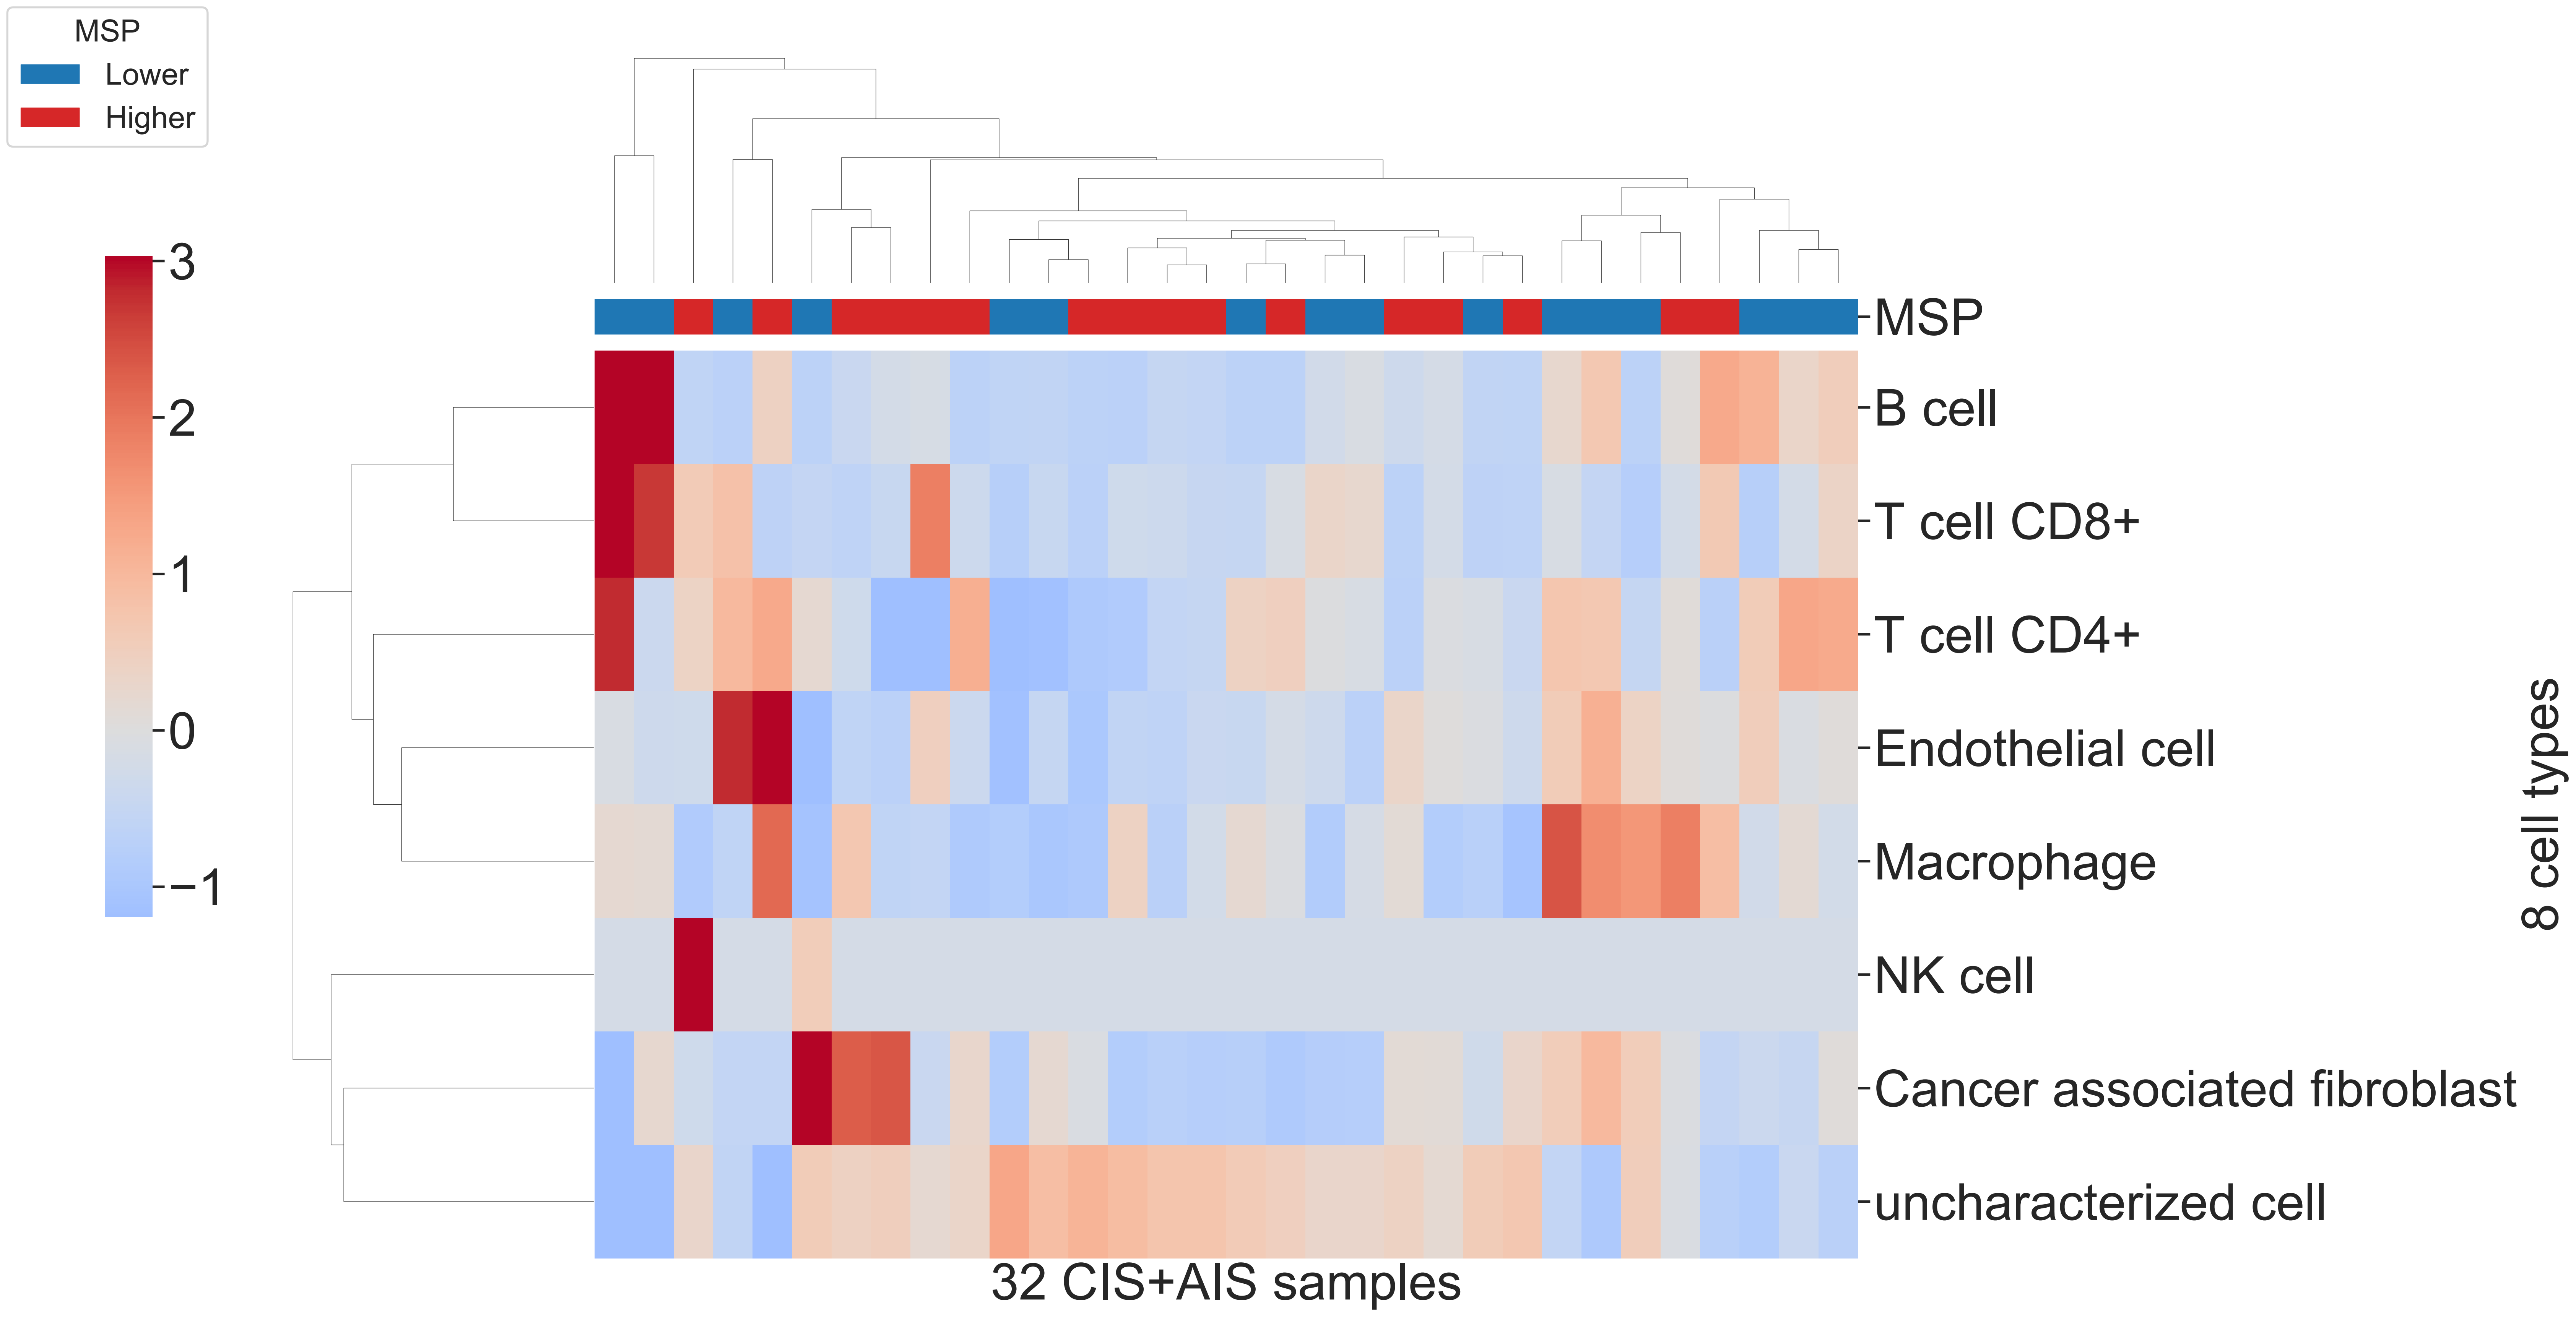 MSP
Lower
Higher
3
2
1
0
−1
MSP
B cell
T cell CD8+
T cell CD4+
Endothelial cell
Macrophage
NK cell
Cancer associated fibroblast
uncharacterized cell
8 cell types
32 CIS+AIS samples